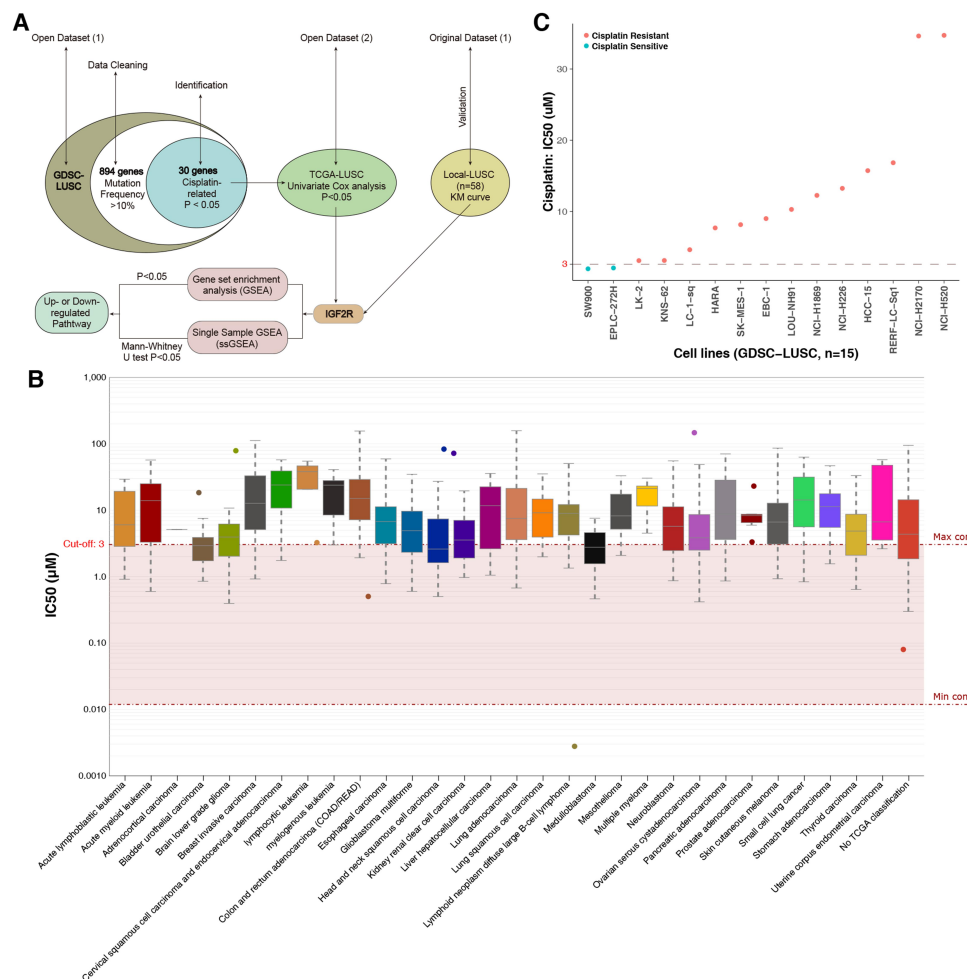 A
Open Dataset (1)
Open Dataset (2)
Original Dataset (1)
Data Cleaning
Identification
Validation
GDSC-
LUSC
894 genes
Mutation
Frequency
>10%
30 genes
Cisplatin-
related
P < 0.05
TCGA-LUSC
Univariate Cox analysis
P<0.05
Local-LUSC
(n=58)
KM curve
P<0.05
Gene set enrichment
analysis (GSEA)
Up- or Down-
regulated
Pathway
IGF2R
Single Sample GSEA
(ssGSEA)
Mann-Whitney
U test P<0.05
C
Cisplatin Resistant
Cisplatin Sensitive
Cisplatin: IC50 (uM)
30
20
10
3
SW900
EPLC-272H
LK-2
KNS-62
LC-1-sq
HARA
SK-MES-1
EBC-1
LOU-NH91
NCI-H1869
NCI-H226
HCC-15
RERF-LC-Sq1
NCI-H2170
NCI-H520
Cell lines (GDSC-LUSC, n=15)
B
IC50 (μM)
1,000
100
10
Cut-off: 3
1.0
0.10
0.010
0.0010
Max con
Min con
Acute lymphoblastic leukemia
Acute myeloid leukemia
Adrenocortical carcinoma
Bladder urothelial carcinoma
Brain lower grade glioma
Breast invasive carcinoma
Cervical squamous cell carcinoma and endocervical adenocarcinoma
lymphocytic leukemia
myelogenous leukemia
Colon and rectum adenocarcinoma (COAD/READ)
Esophageal carcinoma
Glioblastoma multiforme
Head and neck squamous cell carcinoma
Kidney renal clear cell carcinoma
Liver hepatocellular carcinoma
Lung adenocarcinoma
Lung squamous cell carcinoma
Lymphoid neoplasm diffuse large B-cell lymphoma
Medulloblastoma
Mesothelioma
Multiple myeloma
Neuroblastoma
Ovarian serous cystadenocarcinoma
Pancreatic adenocarcinoma
Prostate adenocarcinoma
Skin cutaneous melanoma
Small cell lung cancer
Stomach adenocarcinoma
Thyroid carcinoma
Uterine corpus endometrial carcinoma
No TCGA classification